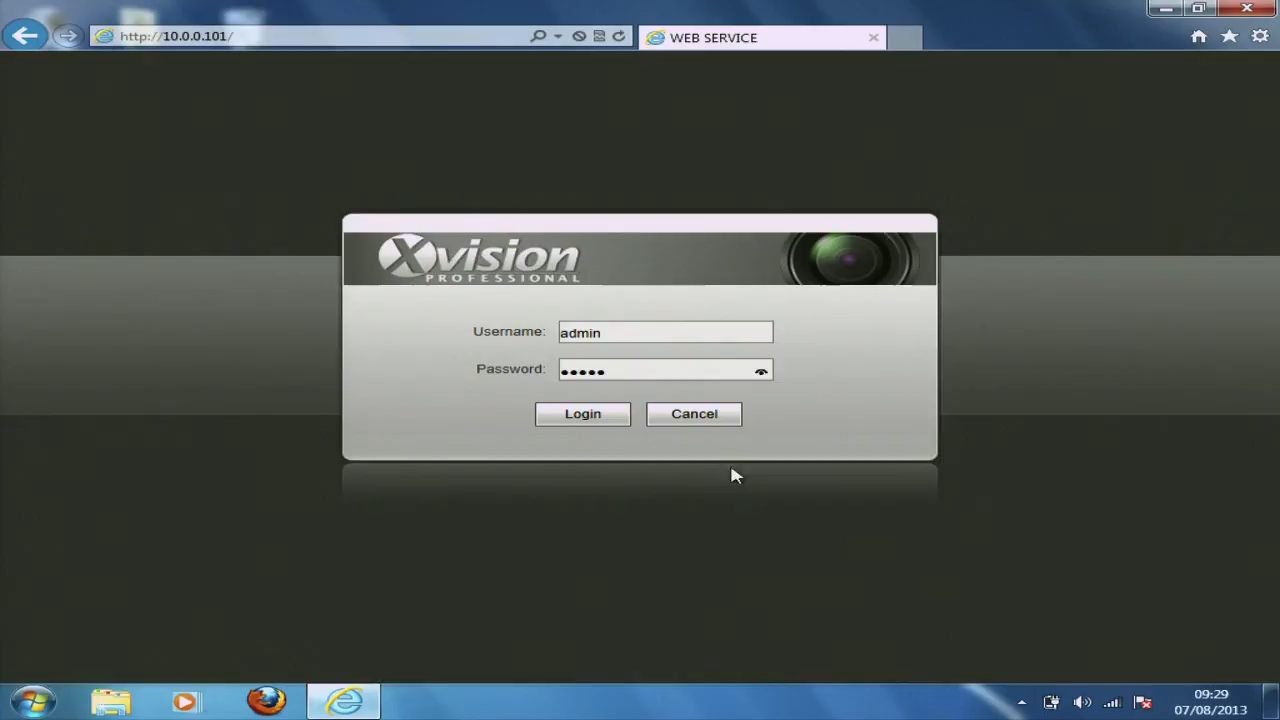 http://10.0.0.101/
WEB SERVICE
Xvision
PROFESSIONAL
Username: admin
Password: •••••
Login Cancel
09:29
07/08/2013